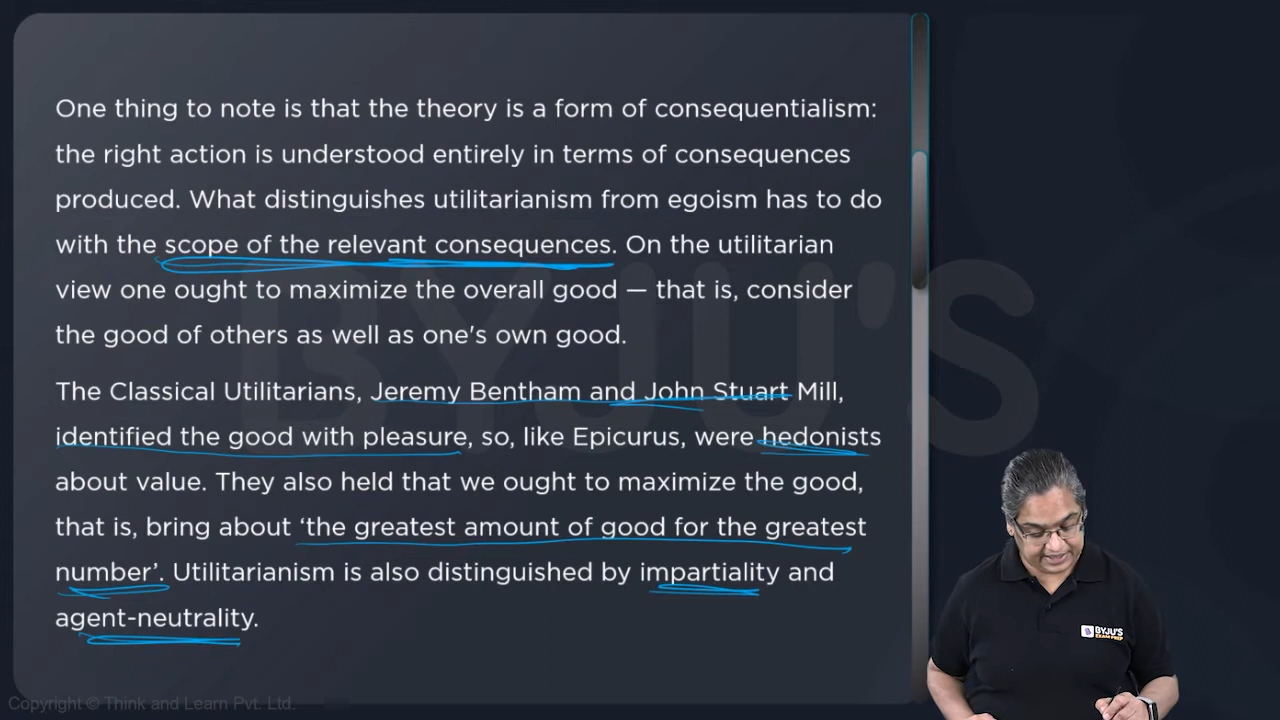 One thing to note is that the theory is a form of consequentialism:
the right action is understood entirely in terms of consequences
produced. What distinguishes utilitarianism from egoism has to do
with the scope of the relevant consequences. On the utilitarian
view one ought to maximize the overall good — that is, consider
the good of others as well as one's own good.
The Classical Utilitarians, Jeremy Bentham and John Stuart Mill,
identified the good with pleasure, so, like Epicurus, were hedonists
about value. They also held that we ought to maximize the good,
that is, bring about ‘the greatest amount of good for the greatest
number’. Utilitarianism is also distinguished by impartiality and
agent-neutrality.
BYJU'S
BYJU'S
EXAM PREP
Copyright © Think and Learn Pvt. Ltd.